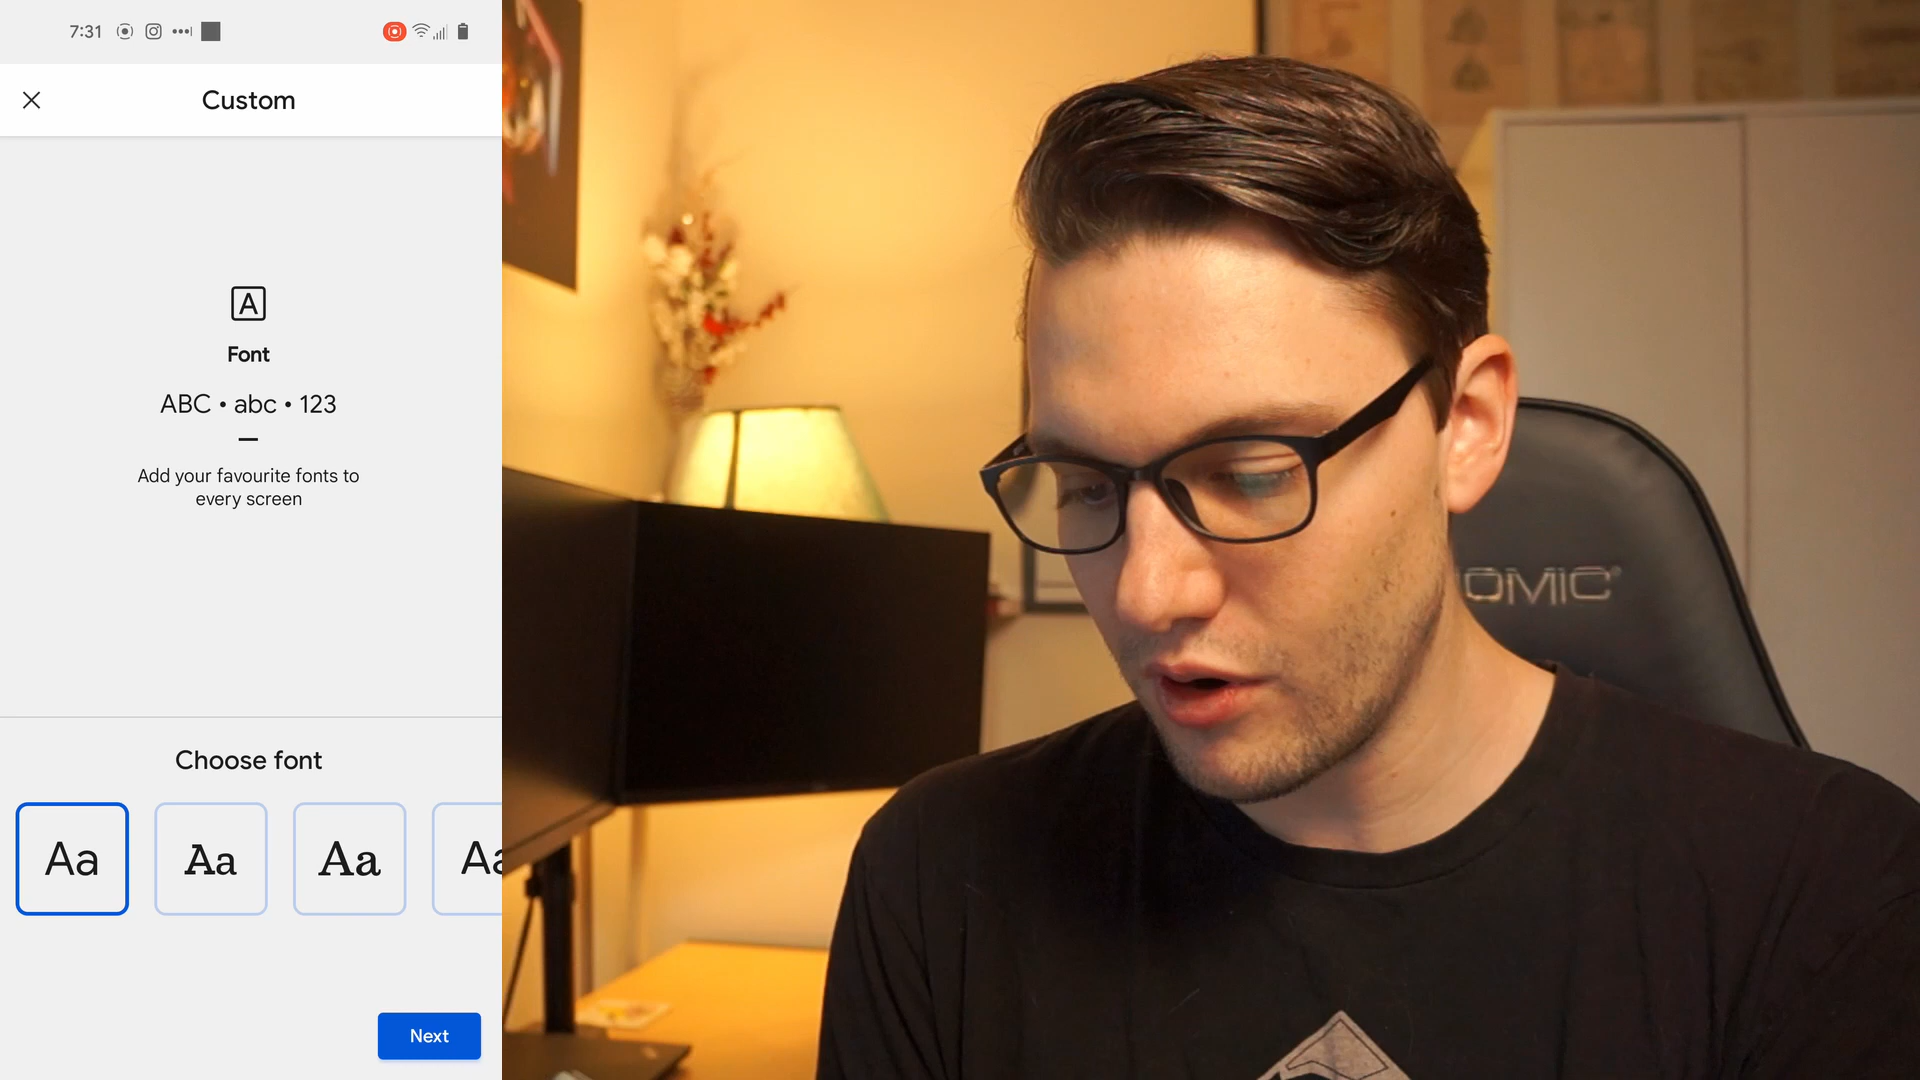 7:31
Custom
A
Font
ABC • abc • 123
Add your favourite fonts to
every screen
Choose font
Aa
Aa
Aa
Aa
Next
OMIC